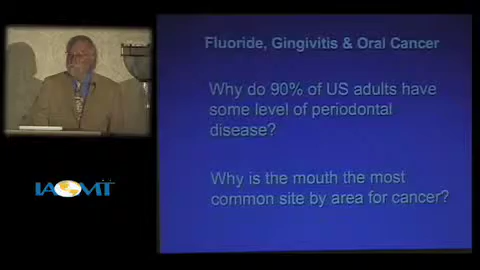 Fluoride, Gingivitis & Oral Cancer
Why do 90% of US adults have
some level of periodontal
disease?
Why is the mouth the most
common site by area for cancer?
IAOMT